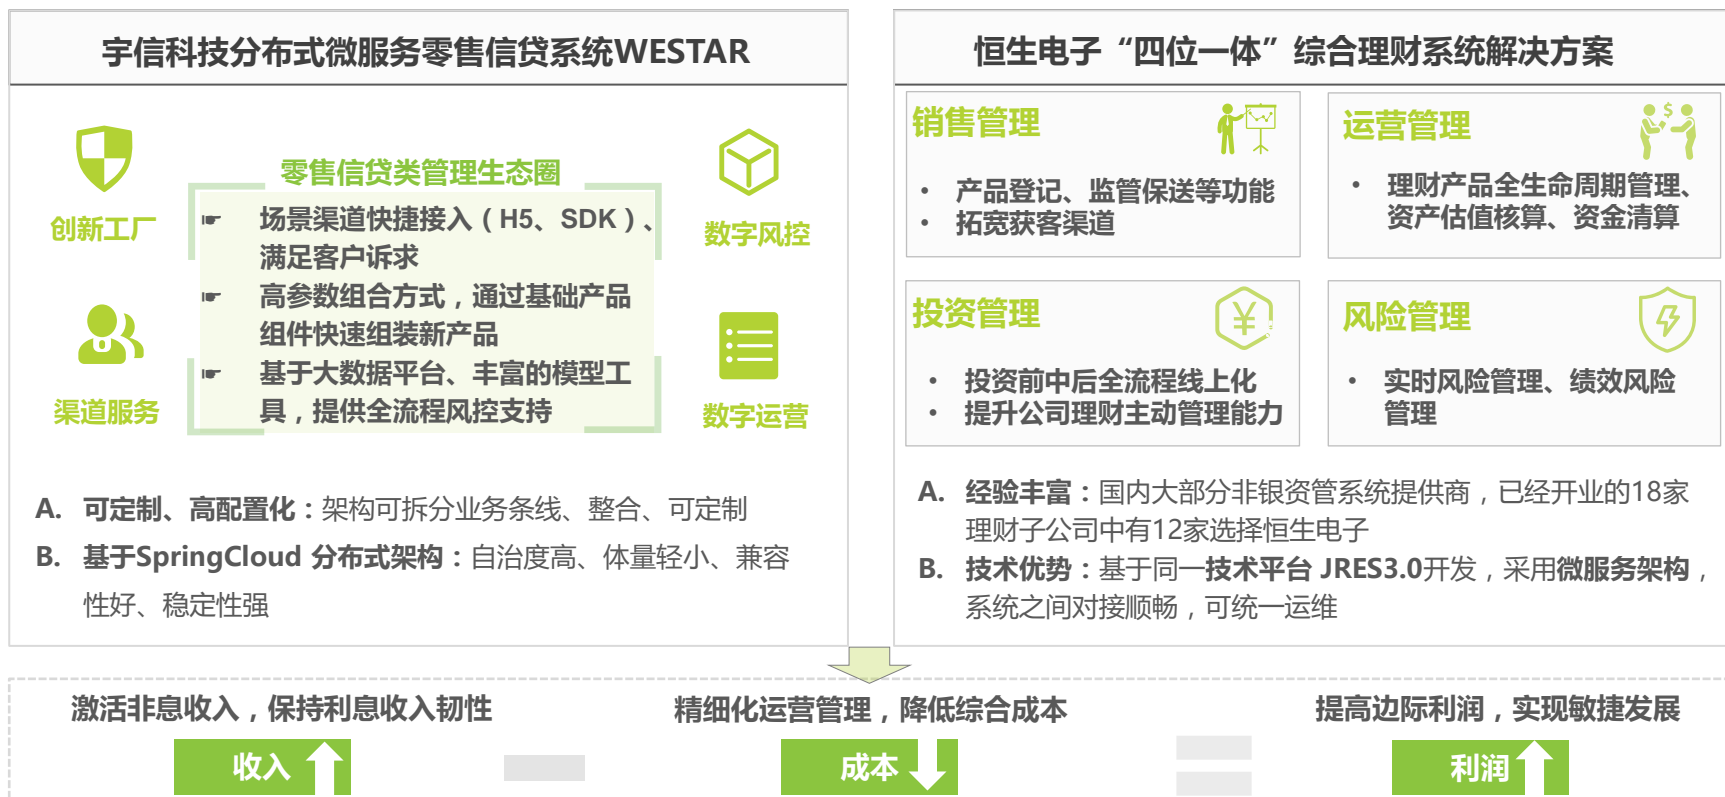 宇信科技分布式微服务零售信贷系统WESTAR
创新工厂
渠道服务
零售信贷类管理生态圈
☛ 场景渠道快捷接入（H5、SDK）、
满足客户诉求
☛ 高参数组合方式，通过基础产品
组件快速组装新产品
☛ 基于大数据平台、丰富的模型工
具，提供全流程风控支持
数字风控
数字运营
A. 可定制、高配置化：架构可拆分业务条线、整合、可定制
B. 基于SpringCloud 分布式架构：自治度高、体量轻小、兼容
性好、稳定性强
恒生电子“四位一体”综合理财系统解决方案
销售管理
• 产品登记、监管保送等功能
• 拓宽获客渠道
运营管理
• 理财产品全生命周期管理、
资产估值核算、资金清算
投资管理
• 投资前中后全流程线上化
• 提升公司理财主动管理能力
风险管理
• 实时风险管理、绩效风险
管理
A. 经验丰富：国内大部分非银资管系统提供商，已经开业的18家
理财子公司中有12家选择恒生电子
B. 技术优势：基于同一技术平台 JRES3.0开发，采用微服务架构，
系统之间对接顺畅，可统一运维
激活非息收入，保持利息收入韧性
收入
精细化运营管理，降低综合成本
成本
提高边际利润，实现敏捷发展
利润